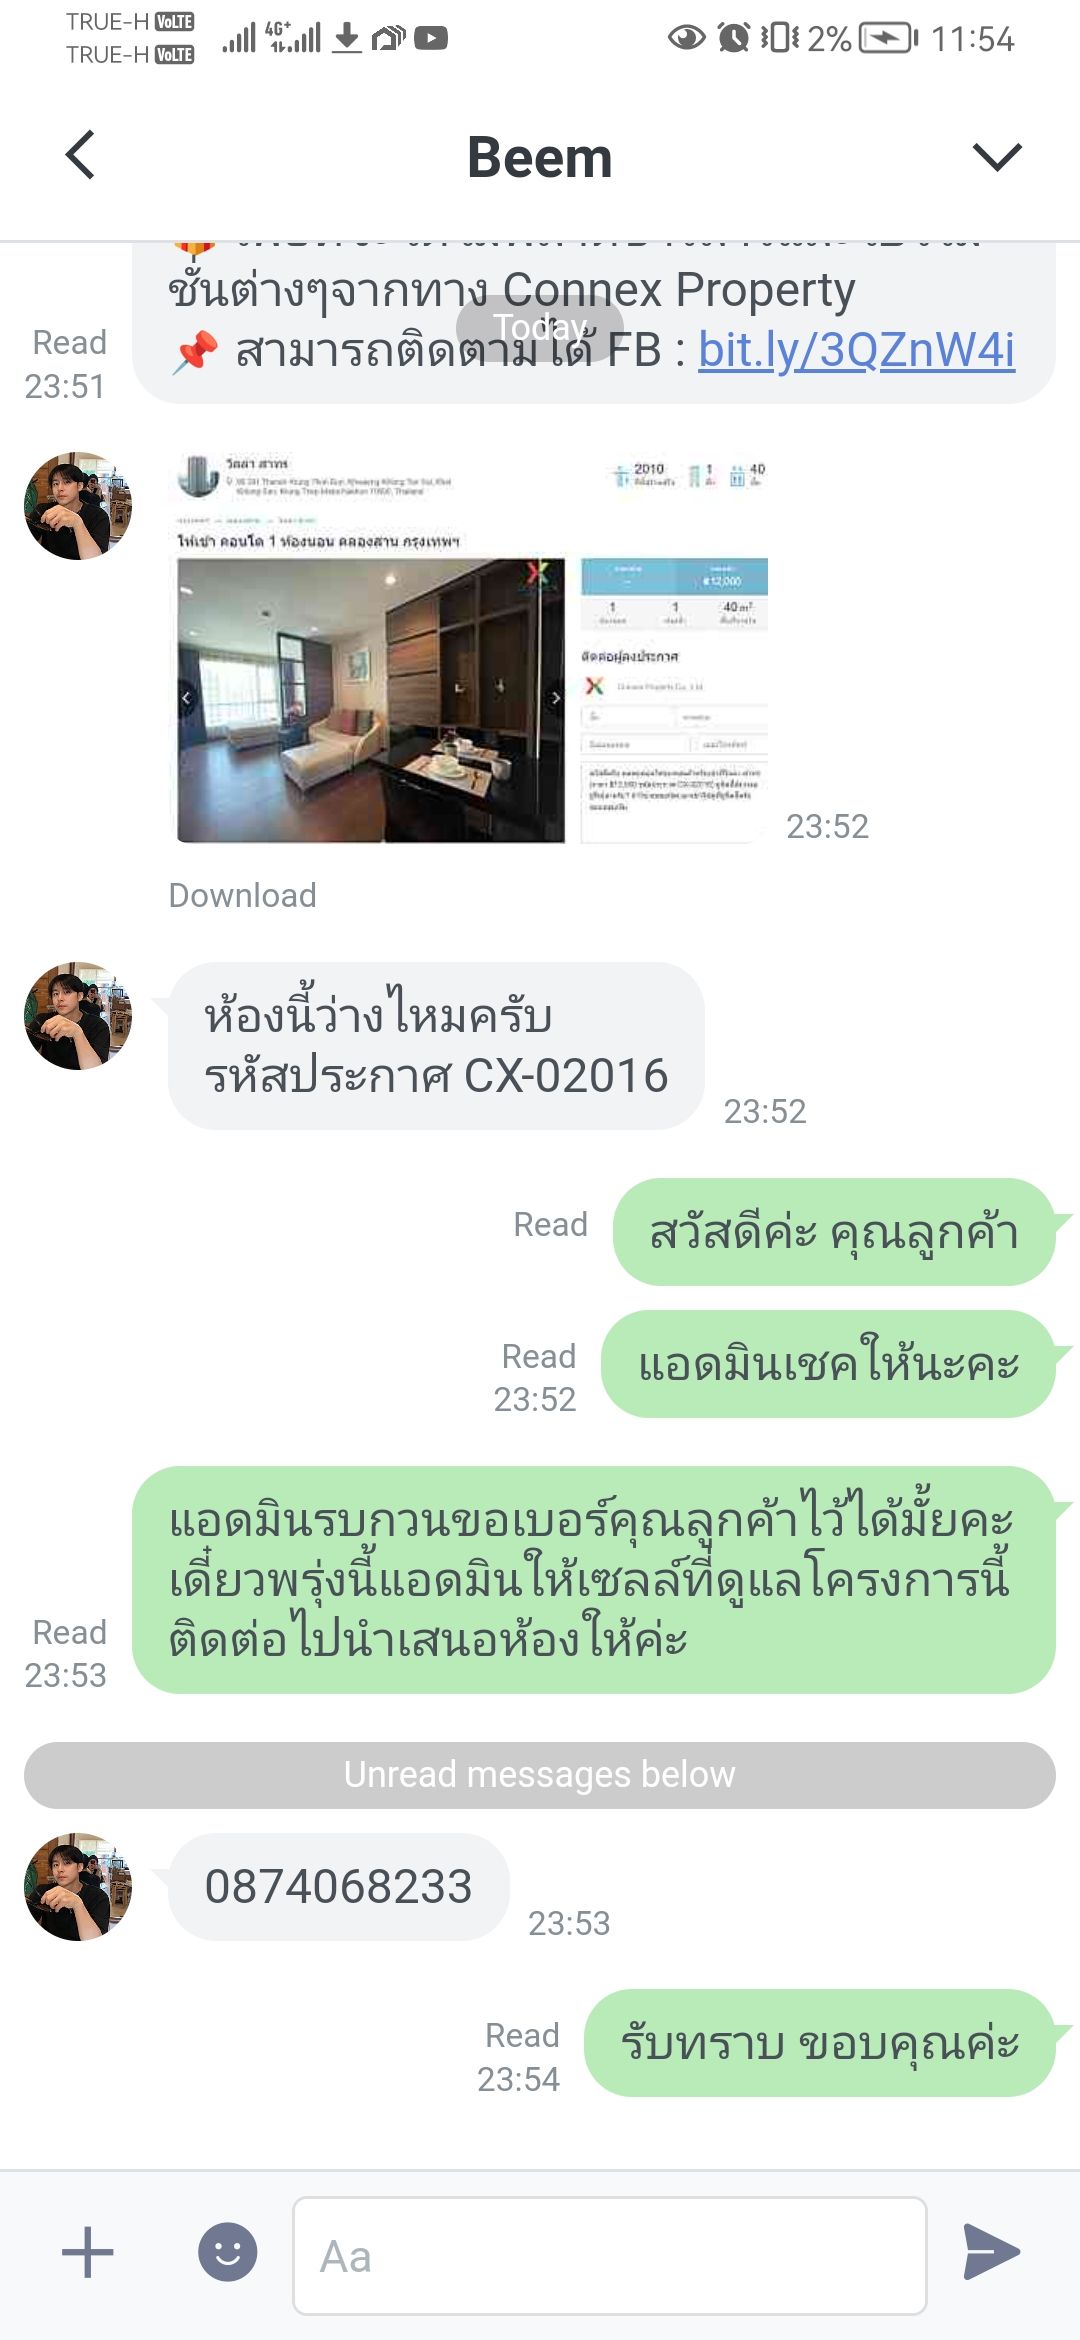 TRUE-H VoLTE
TRUE-H VoLTE
4G+
2%
11:54
Beem
ชั่นต่างๆจากทาง Connex Property
Today
📌 สามารถติดตามได้ FB : bit.ly/3QZnW4i
Read
23:51
วิลล่า สาทร
2010
1
40
ให้เช่า คอนโด 1 ห้องนอน คลองสาน กรุงเทพฯ
฿12,000
1
1
40 m²
ติดต่อผู้ลงประกาศ
23:52
Download
ห้องนี้ว่างไหมครับ
รหัสประกาศ CX-02016
23:52
Read
สวัสดีค่ะ คุณลูกค้า
Read
23:52
แอดมินเชคให้นะคะ
แอดมินรบกวนขอเบอร์คุณลูกค้าไว้ได้มั้ยคะ
เดี๋ยวพรุ่งนี้แอดมินให้เซลล์ที่ดูแลโครงการนี้
ติดต่อไปนำเสนอห้องให้ค่ะ
Read
23:53
Unread messages below
0874068233
23:53
Read
23:54
รับทราบ ขอบคุณค่ะ
Aa